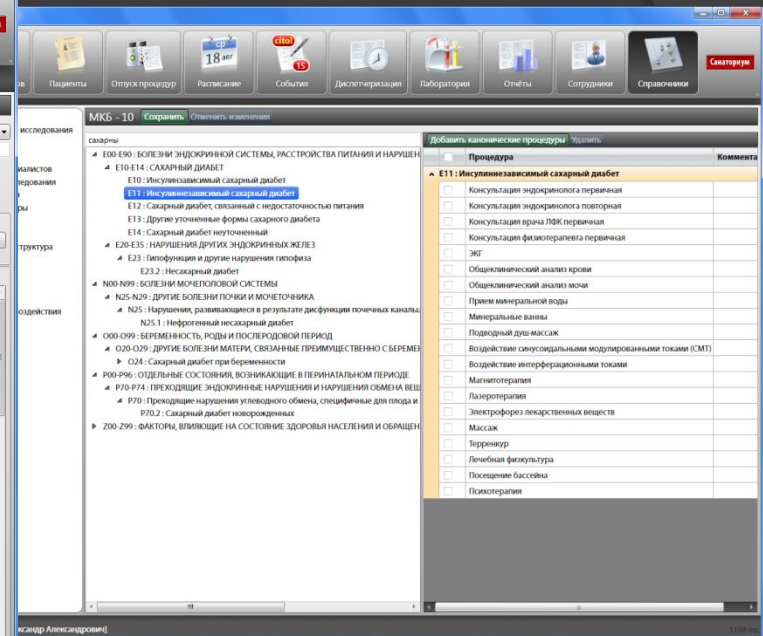 Пациенты
Отпуск процедур
ср
18 авг
Расписание
cito!
15
События
Диспетчеризация
Лаборатория
Отчёты
Сотрудники
Справочники
Санаториум
МКБ - 10 Сохранить Отменить изменения
исследования
сахарны
Добавить канонические процедуры Удалить
Процедура Коммента
E00-E90 : БОЛЕЗНИ ЭНДОКРИННОЙ СИСТЕМЫ, РАССТРОЙСТВА ПИТАНИЯ И НАРУШЕН
E10-E14 : САХАРНЫЙ ДИАБЕТ
E10 : Инсулинзависимый сахарный диабет
E11 : Инсулиннезависимый сахарный диабет
E12 : Сахарный диабет, связанный с недостаточностью питания
E13 : Другие уточненные формы сахарного диабета
E14 : Сахарный диабет неуточненный
E20-E35 : НАРУШЕНИЯ ДРУГИХ ЭНДОКРИННЫХ ЖЕЛЕЗ
E23 : Гипофункция и другие нарушения гипофиза
E23.2 : Несахарный диабет
N00-N99 : БОЛЕЗНИ МОЧЕПОЛОВОЙ СИСТЕМЫ
N25-N29 : ДРУГИЕ БОЛЕЗНИ ПОЧКИ И МОЧЕТОЧНИКА
N25 : Нарушения, развивающиеся в результате дисфункции почечных канальц
N25.1 : Нефрогенный несахарный диабет
O00-O99 : БЕРЕМЕННОСТЬ, РОДЫ И ПОСЛЕРОДОВОЙ ПЕРИОД
O20-O29 : ДРУГИЕ БОЛЕЗНИ МАТЕРИ, СВЯЗАННЫЕ ПРЕИМУЩЕСТВЕННО С БЕРЕМЕН
O24 : Сахарный диабет при беременности
P00-P96 : ОТДЕЛЬНЫЕ СОСТОЯНИЯ, ВОЗНИКАЮЩИЕ В ПЕРИНАТАЛЬНОМ ПЕРИОДЕ
P70-P74 : ПРЕХОДЯЩИЕ ЭНДОКРИННЫЕ НАРУШЕНИЯ И НАРУШЕНИЯ ОБМЕНА ВЕЩ
P70 : Преходящие нарушения углеводного обмена, специфичные для плода и
P70.2 : Сахарный диабет новорожденных
Z00-Z99 : ФАКТОРЫ, ВЛИЯЮЩИЕ НА СОСТОЯНИЕ ЗДОРОВЬЯ НАСЕЛЕНИЯ И ОБРАЩЕН
E11 : Инсулиннезависимый сахарный диабет
Консультация эндокринолога первичная
Консультация эндокринолога повторная
Консультация врача ЛФК первичная
Консультация физиотерапевта первичная
ЭКГ
Общеклинический анализ крови
Общеклинический анализ мочи
Прием минеральной воды
Минеральные ванны
Подводный душ-массаж
Воздействие синусоидальными модулированными токами (СМТ)
Воздействие интерференционными токами
Магнитотерапия
Лазеротерапия
Электрофорез лекарственных веществ
Массаж
Терренкур
Лечебная физкультура
Посещение бассейна
Психотерапия
ександр Александрович]